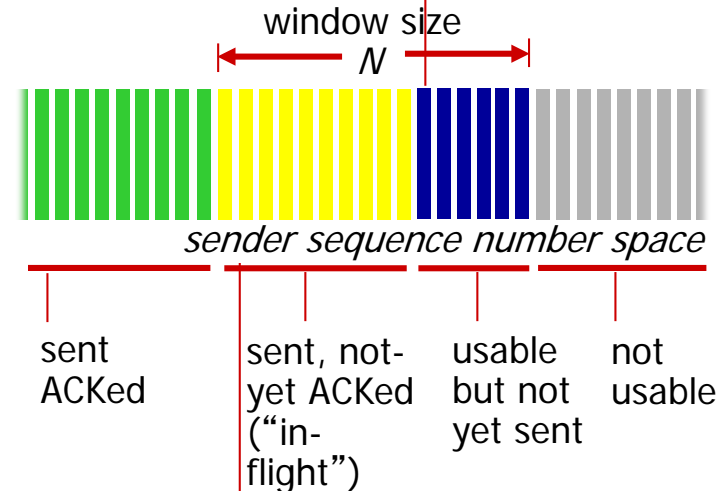 window size
N
sender sequence number space
sent
ACKed
sent, not-
yet ACKed
(“in-
flight”)
usable
but not
yet sent
not
usable